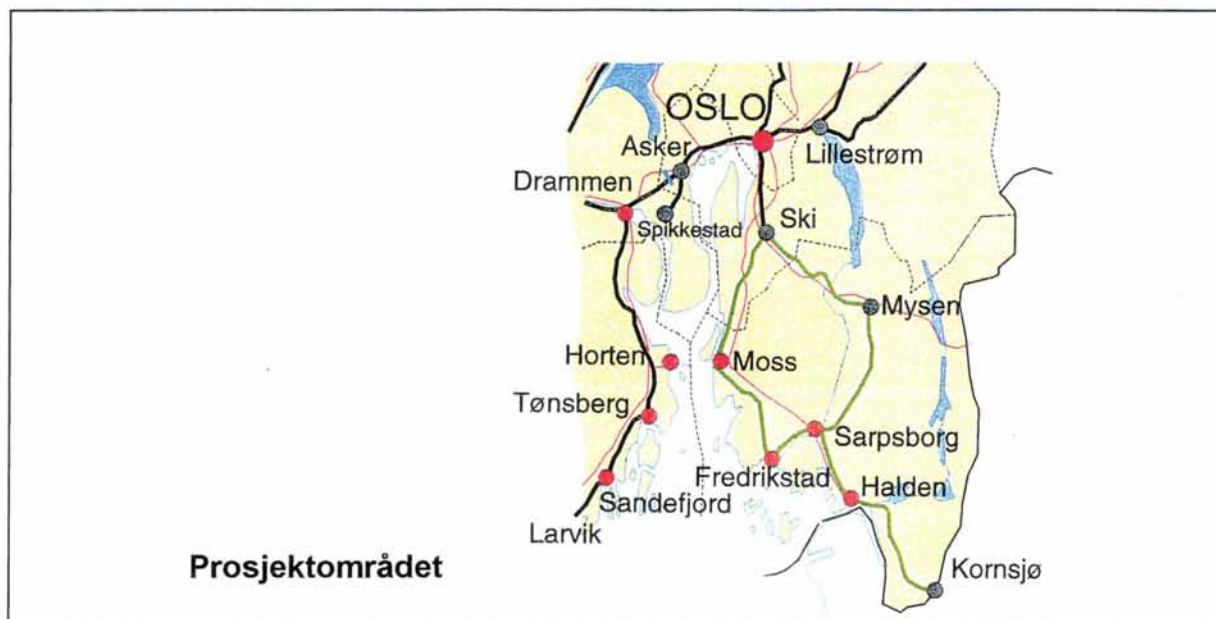 OSLO
Asker
Lillestrøm
Drammen
Spikkestad
Ski
Mysen
Horten
Moss
Tønsberg
Sarpsborg
Fredrikstad
Halden
Sandefjord
Larvik
Kornsjø
Prosjektområdet